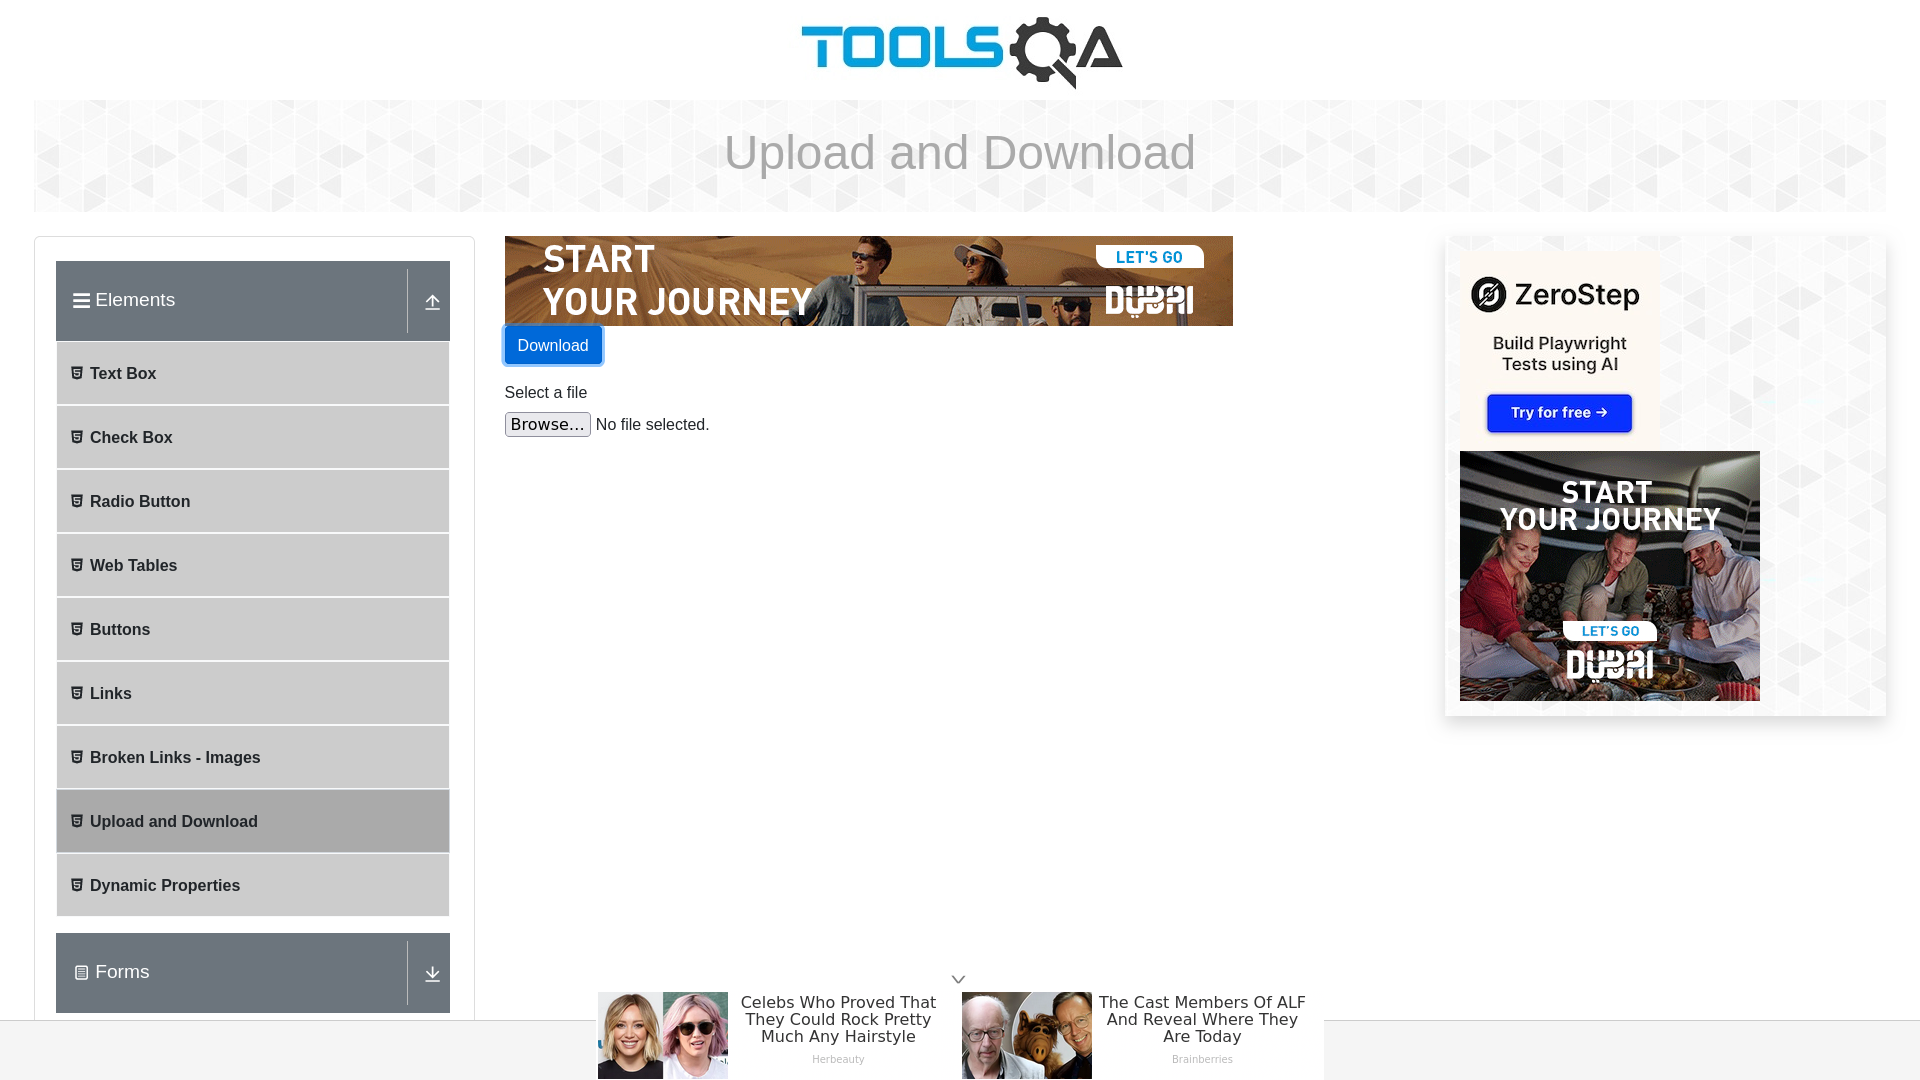 TOOLSQA
Upload and Download
Elements
Text Box
Check Box
Radio Button
Web Tables
Buttons
Links
Broken Links - Images
Upload and Download
Dynamic Properties
Forms
START
YOUR JOURNEY
LET'S GO
DUBAI
Download
Select a file
Browse... No file selected.
ZeroStep
Build Playwright
Tests using AI
Try for free →
START
YOUR JOURNEY
LET'S GO
DUBAI
Celebs Who Proved That
They Could Rock Pretty
Much Any Hairstyle
Herbeauty
The Cast Members Of ALF
And Reveal Where They
Are Today
Brainberries